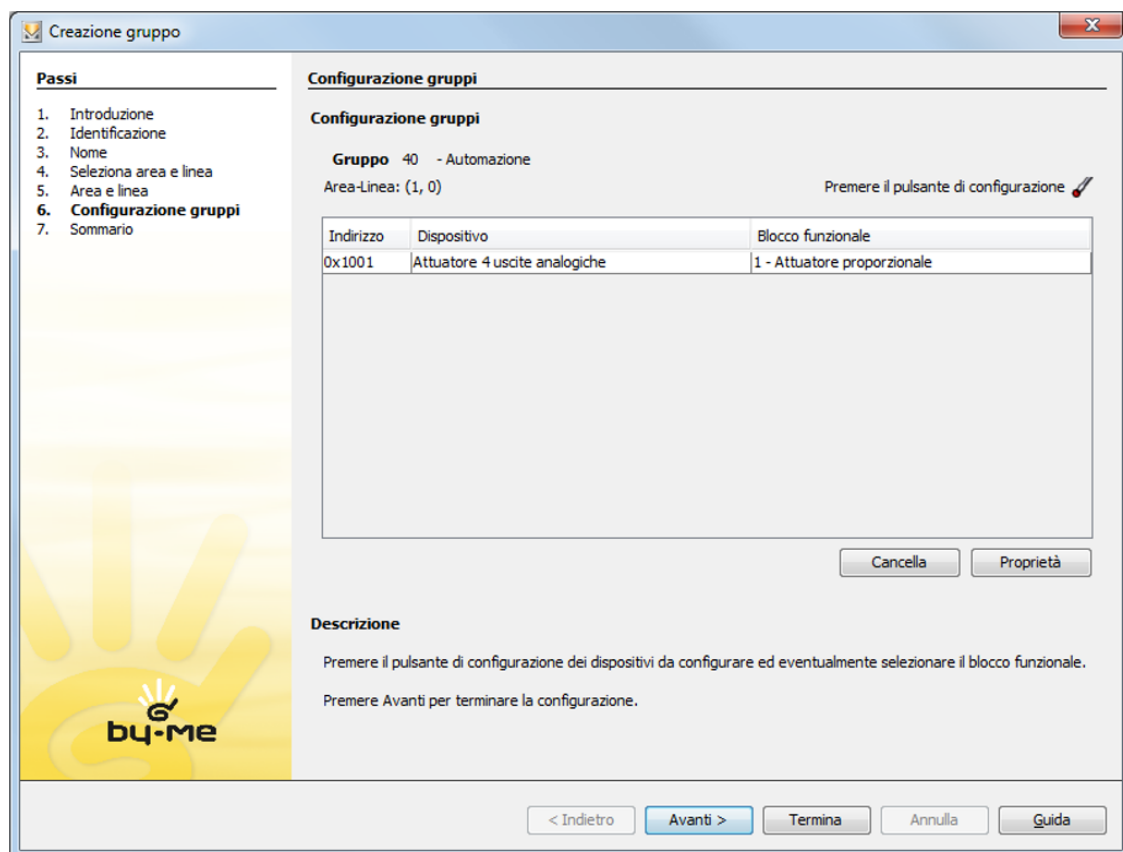 Creazione gruppo
Passi
1. Introduzione
2. Identificazione
3. Nome
4. Seleziona area e linea
5. Area e linea
6. Configurazione gruppi
7. Sommario
by-me
Configurazione gruppi
Configurazione gruppi
Gruppo 40 - Automazione
Area-Linea: (1, 0) Premere il pulsante di configurazione
Indirizzo Dispositivo Blocco funzionale
0x1001 Attuatore 4 uscite analogiche 1 - Attuatore proporzionale
Cancella Proprietà
Descrizione
Premere il pulsante di configurazione dei dispositivi da configurare ed eventualmente selezionare il blocco funzionale.
Premere Avanti per terminare la configurazione.
< Indietro Avanti > Termina Annulla Guida